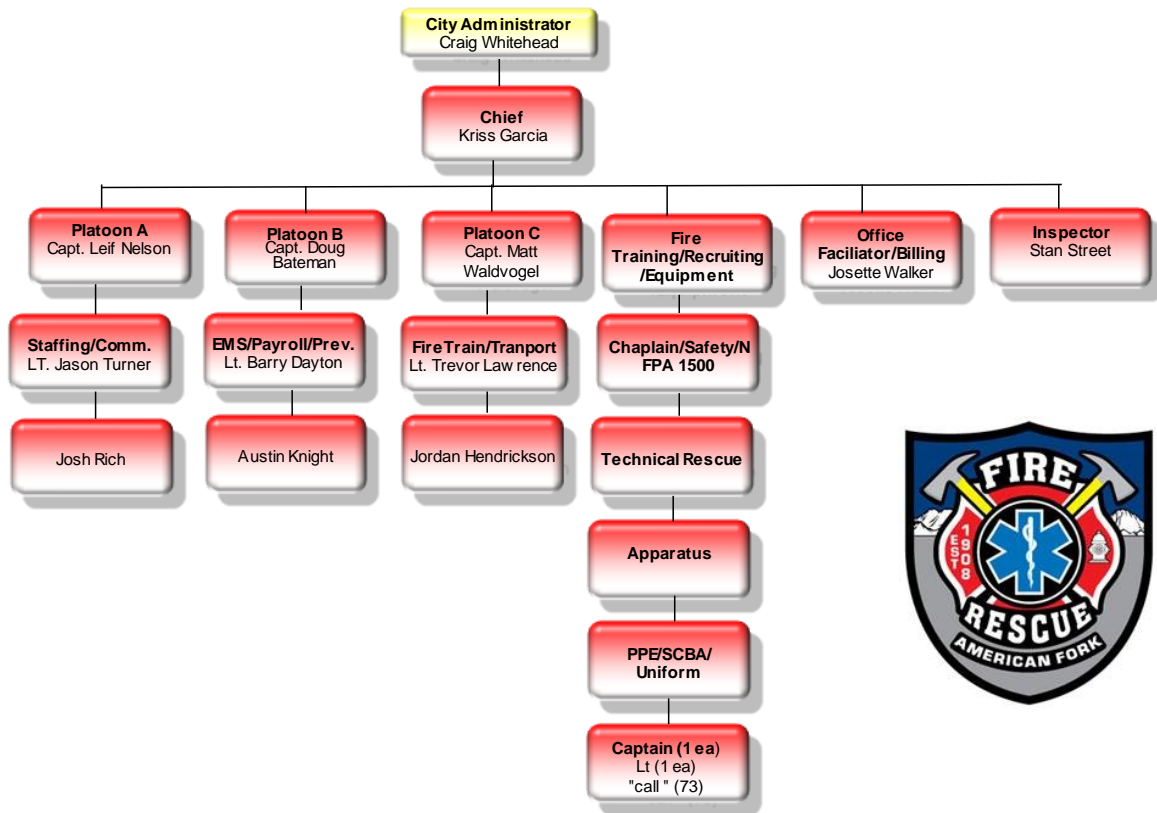 City Administrator
Craig Whitehead
Chief
Kriss Garcia
Platoon A
Capt. Leif Nelson
Platoon B
Capt. Doug
Bateman
Platoon C
Capt. Matt
Waldvogel
Fire
Training/Recruiting
/Equipment
Office
Faciliator/Billing
Josette Walker
Inspector
Stan Street
Staffing/Comm.
LT. Jason Turner
EMS/Payroll/Prev.
Lt. Barry Dayton
Fire Train/Tranport
Lt. Trevor Lawrence
Chaplain/Safety/N
FPA 1500
Josh Rich
Austin Knight
Jordan Hendrickson
Technical Rescue
Apparatus
PPE/SCBA/
Uniform
Captain (1 ea)
Lt (1 ea)
"call " (73)
FIRE
EST
1908
RESCUE
AMERICAN FORK